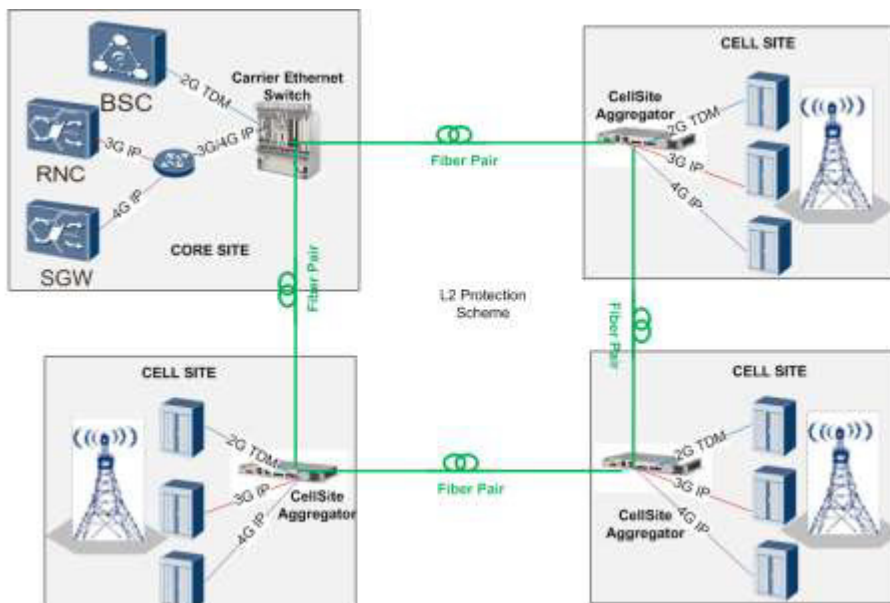 CELL SITE
Carrier Ethernet
Switch
2G TDM
BSC
3G/4G IP
3G IP
RNC
4G IP
SGW
CORE SITE
Fiber Pair
CellSite
Aggregator
2G TDM
3G IP
4G IP
Fiber Pair
L2 Protection
Scheme
Fiber Pair
CELL SITE
2G TDM
3G IP
4G IP
CellSite
Aggregator
Fiber Pair
CELL SITE
2G TDM
3G IP
4G IP
CellSite
Aggregator